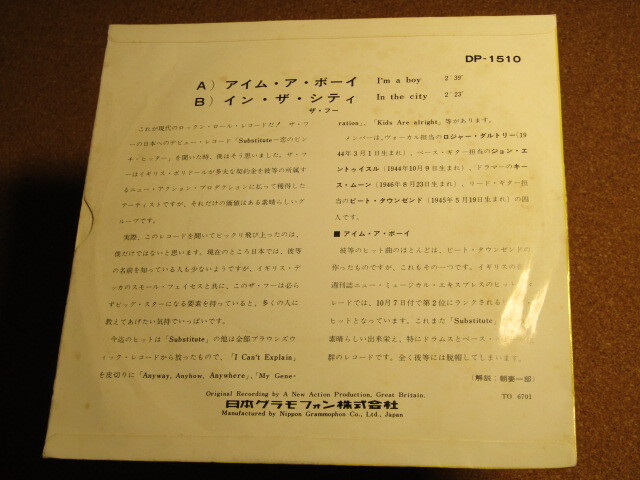 DP-1510
A) アイム・ア・ボーイ I'm a boy 2'39"
B) イン・ザ・シティ In the city 2'23"
ザ・フー
これが現代のロックン・ロール・レコードだ! ザ・フ
ーの日本へのデビュー・レコード「Substitute=恋のピン
チ・ヒッター」を聞いた時、僕はそう思いました。ザ・フ
ーはイギリス・ポリドールが多大な契約金を彼等の所属す
るニュー・アクション・プロダクションに払って獲得した
アーティストですが、それだけの価値はある素晴らしいグ
ループです。
実際、このレコードを聞いてビックリ飛び上ったのは、
僕だけではないと思います。現在のところ日本では、彼等
の名前を知っている人も少ないようですが、イギリス・デ
ッカのスモール・フェイセスと共に、このザ・フーは必ら
ずビッグ・スターになる要素を持っていると、多くの人に
教えてあげたい気持でいっぱいです。
今迄のヒットは「Substitute」の他は全部ブラウンズウ
ィック・レコードから放ったもので、「I Can't Explain」
を皮切りに「Anyway, Anyhow, Anywhere」、「My Gene-
ration」、「Kids Are alright」等があります。
メンバーは、ヴォーカル担当のロジャー・ダルトリー(19
44年3月1日生まれ)、ベース・ギター担当のジョン・エ
ントゥイスル(1944年10月9日生まれ)、ドラマーのキー
ス・ムーン(1946年8月23日生まれ)、リード・ギター担
当のピート・タウンゼンド(1945年5月19日生まれ)の四
人です。
■ アイム・ア・ボーイ
彼等のヒット曲のほとんどは、ピート・タウンゼンドの
作ったものですが、これもその一つです。イギリスの音楽
週刊誌ニュー・ミュージカル・エキスプレスのヒット・
レードでは、10月7日付で第2位にランクされる
ヒットとなっています。これまた「Substitute」
素晴らしい出来栄え、特にドラムスとベース・
群のレコードです。全く彼等には脱帽してしまいます。
(解説:朝妻一郎)
Original Recording by A New Action Production, Great Britain.
日本グラモフォン株式会社
TO 6701
Manufactured by Nippon Grammophon Co., Ltd., Japan